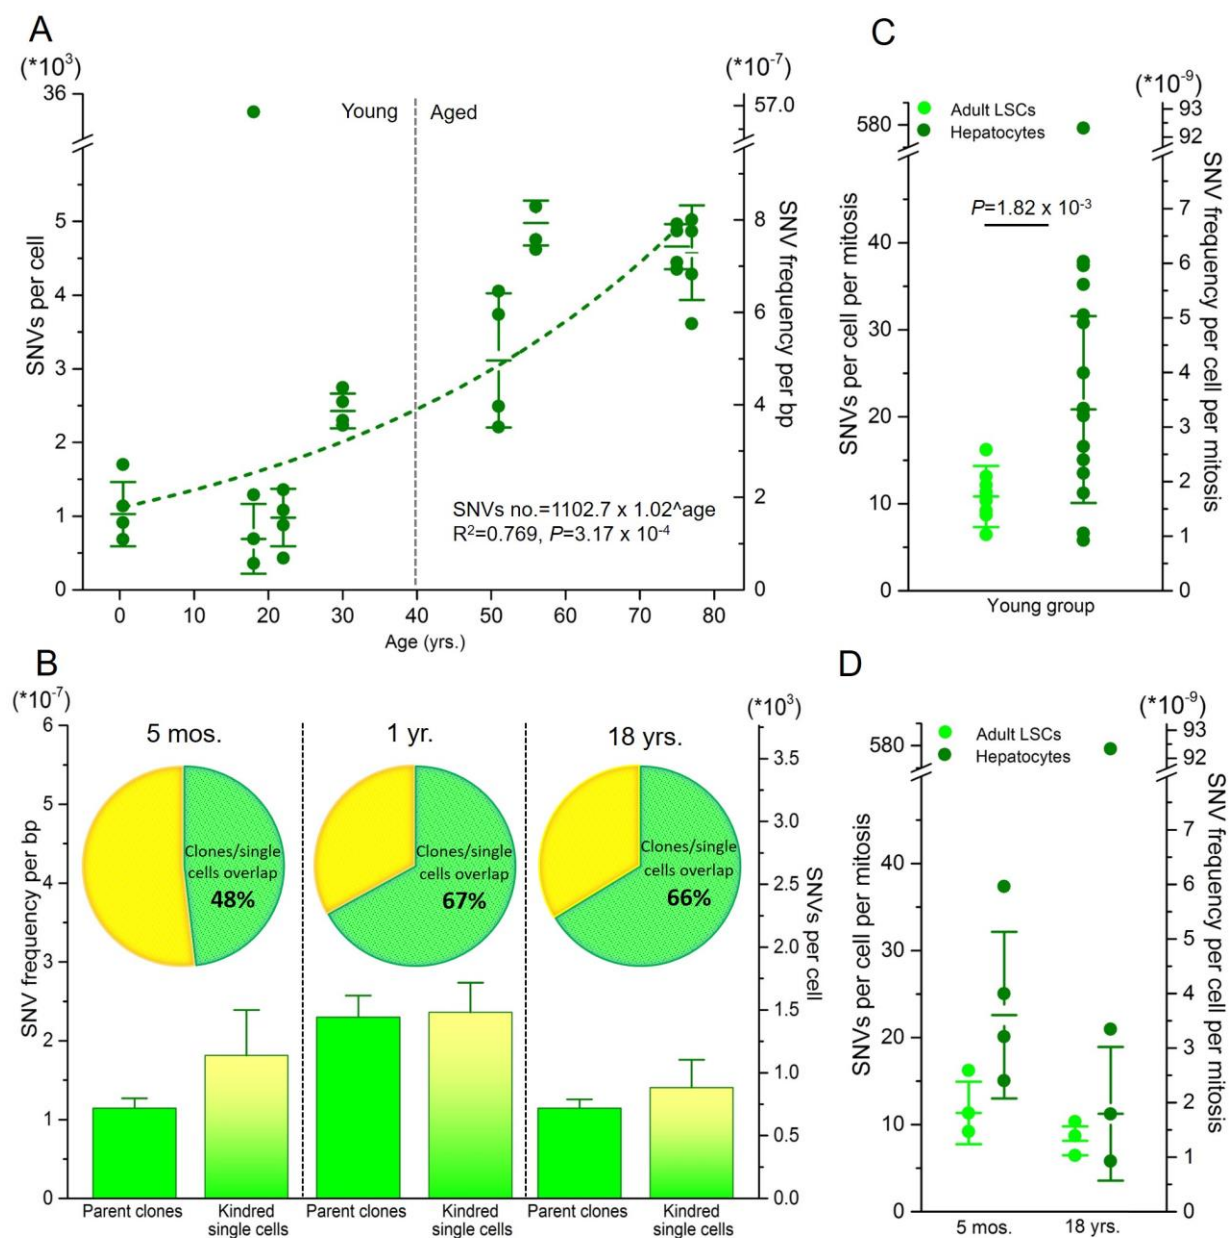 A
(*10³)
(*10⁻⁷)
36
57.0
Young
Aged
5
4
3
2
1
0
8
6
4
2
0
SNVs per cell
SNV frequency per bp
SNVs no.=1102.7 x 1.02^age
R²=0.769, P=3.17 x 10⁻⁴
0 10 20 30 40 50 60 70 80
Age (yrs.)
C
(*10⁻⁹)
Adult LSCs
Hepatocytes
580
93
92
P=1.82 x 10⁻³
40
30
20
10
0
7
6
5
4
3
2
1
0
SNVs per cell per mitosis
SNV frequency per cell per mitosis
Young group
B
(*10⁻⁷)
(*10³)
6
5
4
3
2
1
0
3.5
3.0
2.5
2.0
1.5
1.0
0.5
0.0
SNV frequency per bp
SNVs per cell
5 mos.
1 yr.
18 yrs.
Clones/single
cells overlap
48%
Clones/single
cells overlap
67%
Clones/single
cells overlap
66%
Parent clones
Kindred
single cells
Parent clones
Kindred
single cells
Parent clones
Kindred
single cells
D
(*10⁻⁹)
Adult LSCs
Hepatocytes
580
93
92
40
30
20
10
0
7
6
5
4
3
2
1
0
SNVs per cell per mitosis
SNV frequency per cell per mitosis
5 mos.
18 yrs.